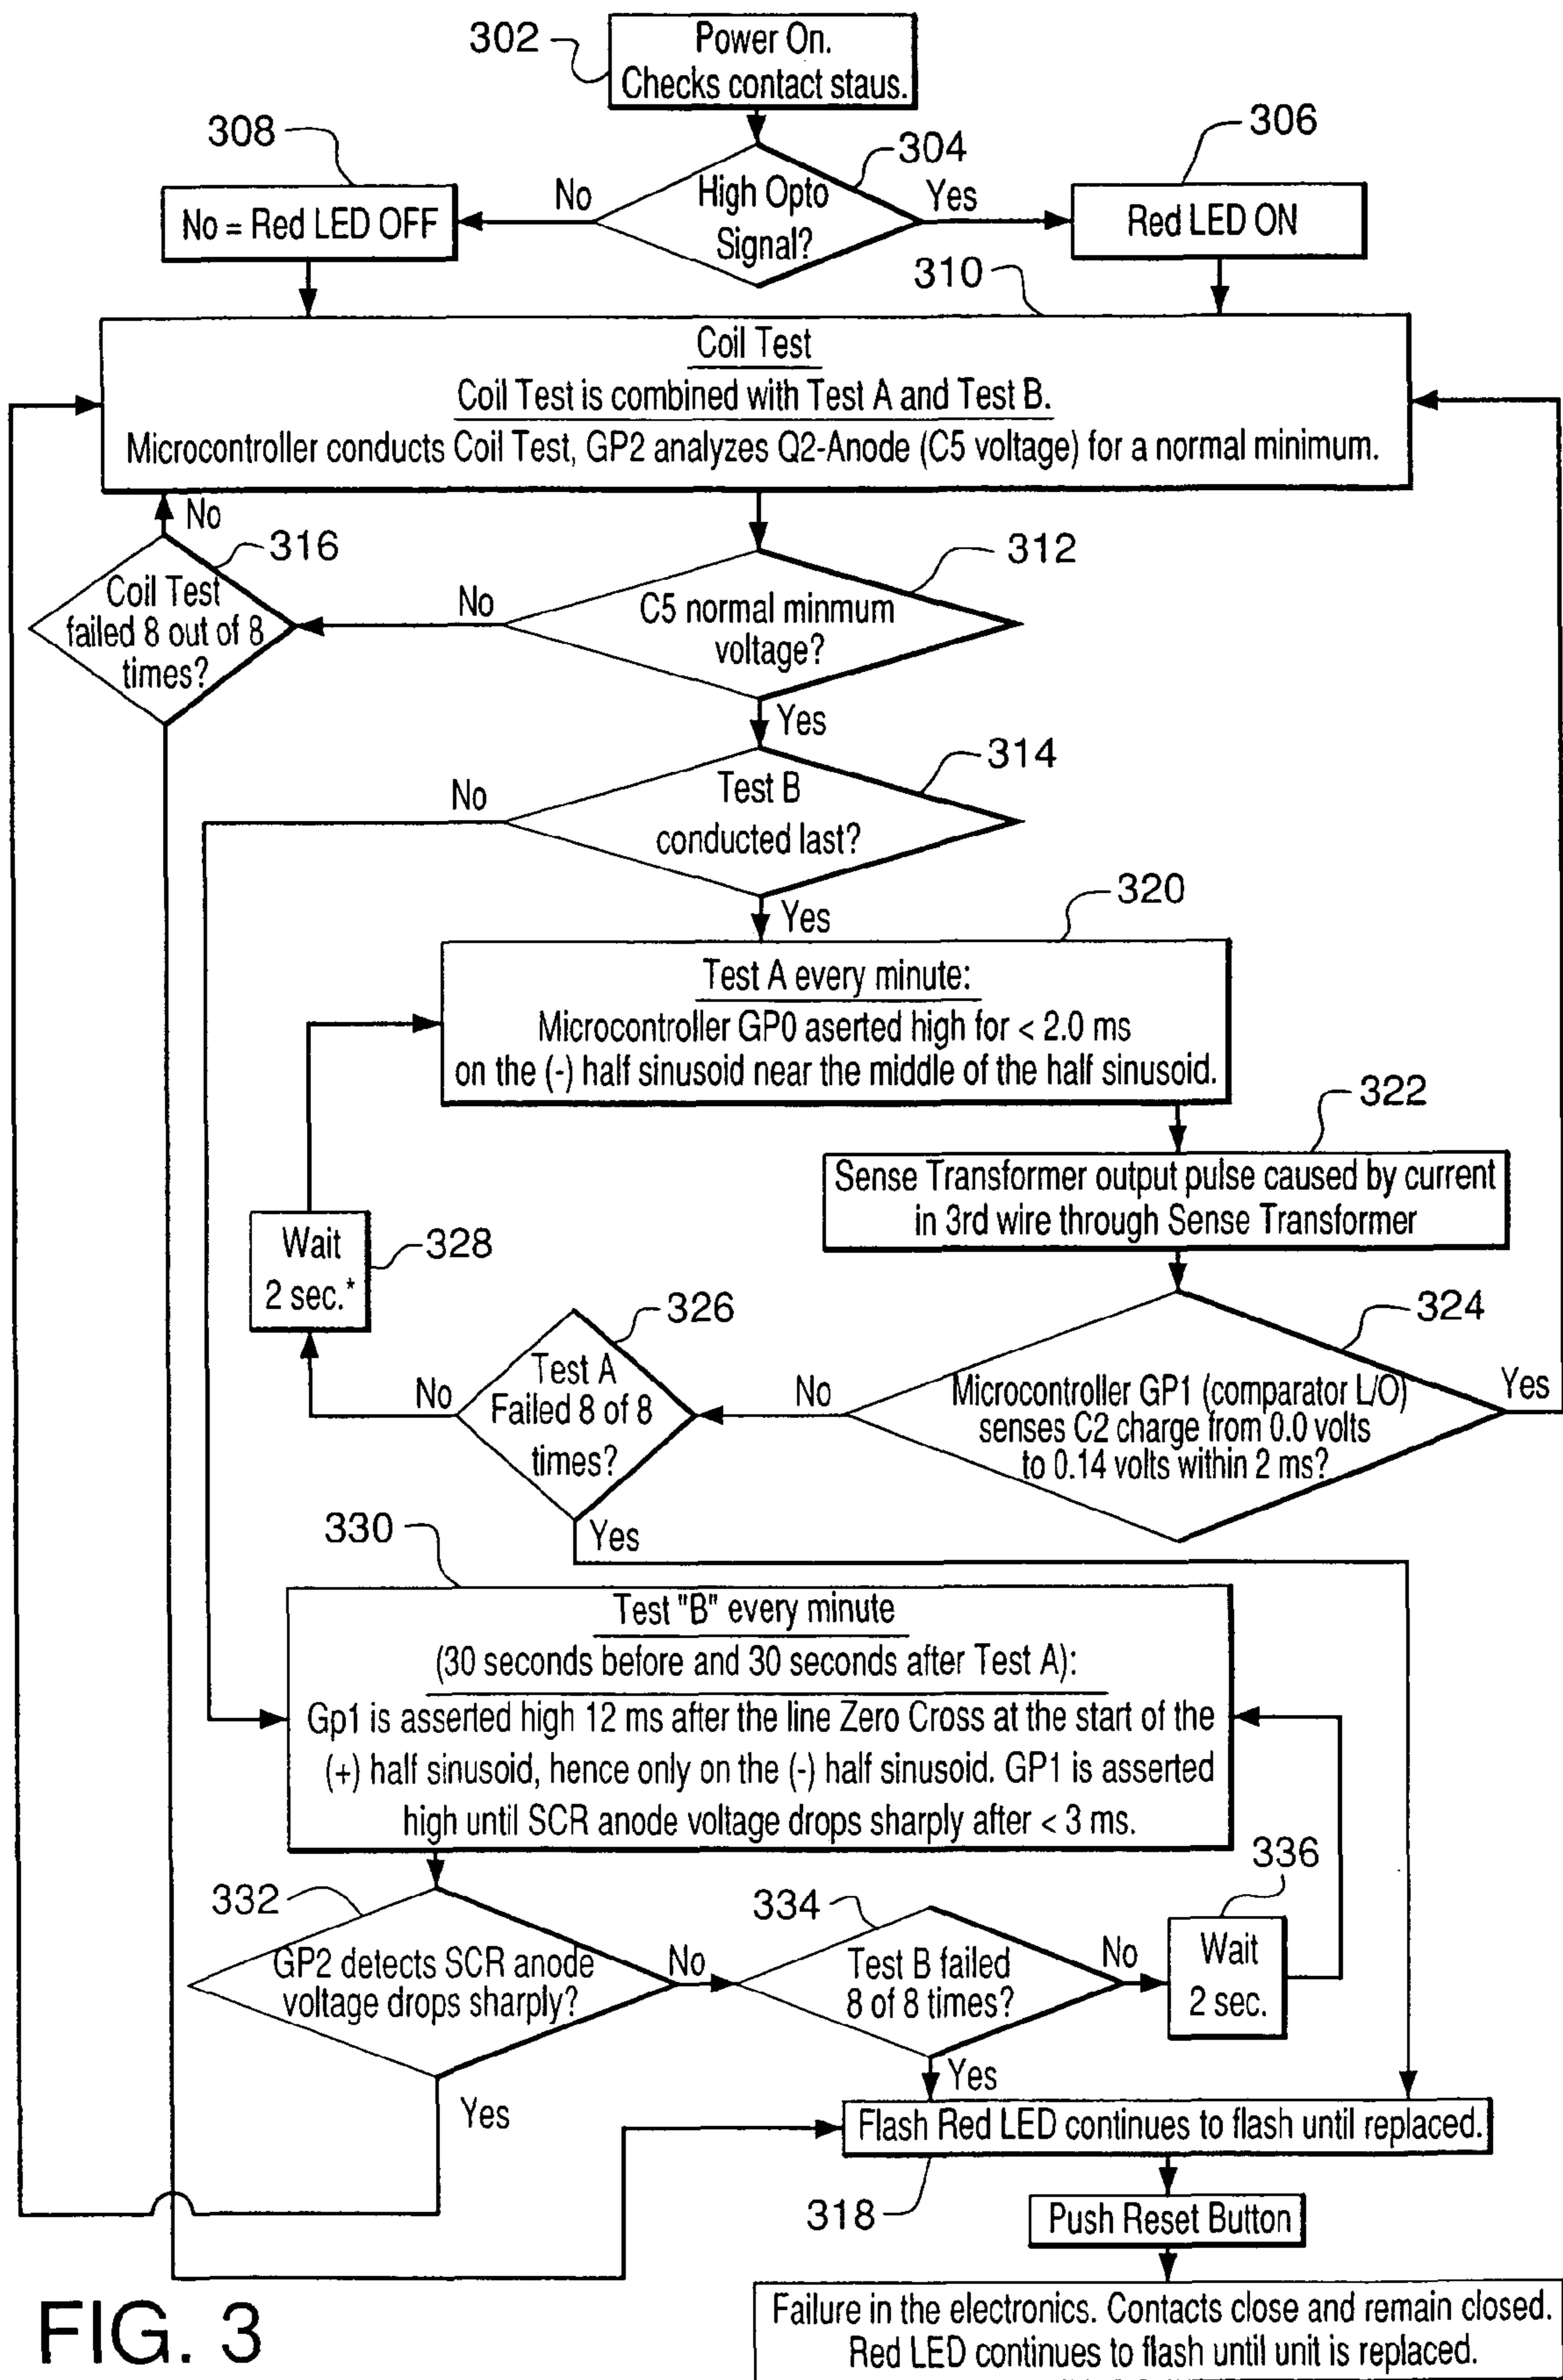 302
Power On.
Checks contact staus.
308
304
306
No = Red LED OFF
No
High Opto
Signal?
Yes
Red LED ON
310
Coil Test
Coil Test is combined with Test A and Test B.
Microcontroller conducts Coil Test, GP2 analyzes Q2-Anode (C5 voltage) for a normal minimum.
No
316
Coil Test
failed 8 out of 8
times?
No
312
C5 normal minmum
voltage?
Yes
314
No
Test B
conducted last?
Yes
320
Test A every minute:
Microcontroller GP0 aserted high for < 2.0 ms
on the (-) half sinusoid near the middle of the half sinusoid.
322
Sense Transformer output pulse caused by current
in 3rd wire through Sense Transformer
Wait
2 sec.*
328
326
324
No
Test A
Failed 8 of 8
times?
No
Microcontroller GP1 (comparator L/O)
senses C2 charge from 0.0 volts
to 0.14 volts within 2 ms?
Yes
330
Yes
Test "B" every minute
(30 seconds before and 30 seconds after Test A):
Gp1 is asserted high 12 ms after the line Zero Cross at the start of the
(+) half sinusoid, hence only on the (-) half sinusoid. GP1 is asserted
high until SCR anode voltage drops sharply after < 3 ms.
332
334
336
GP2 detects SCR anode
voltage drops sharply?
No
Test B failed
8 of 8 times?
No
Wait
2 sec.
Yes
Yes
Flash Red LED continues to flash until replaced.
318
Push Reset Button
Failure in the electronics. Contacts close and remain closed.
Red LED continues to flash until unit is replaced.
FIG. 3